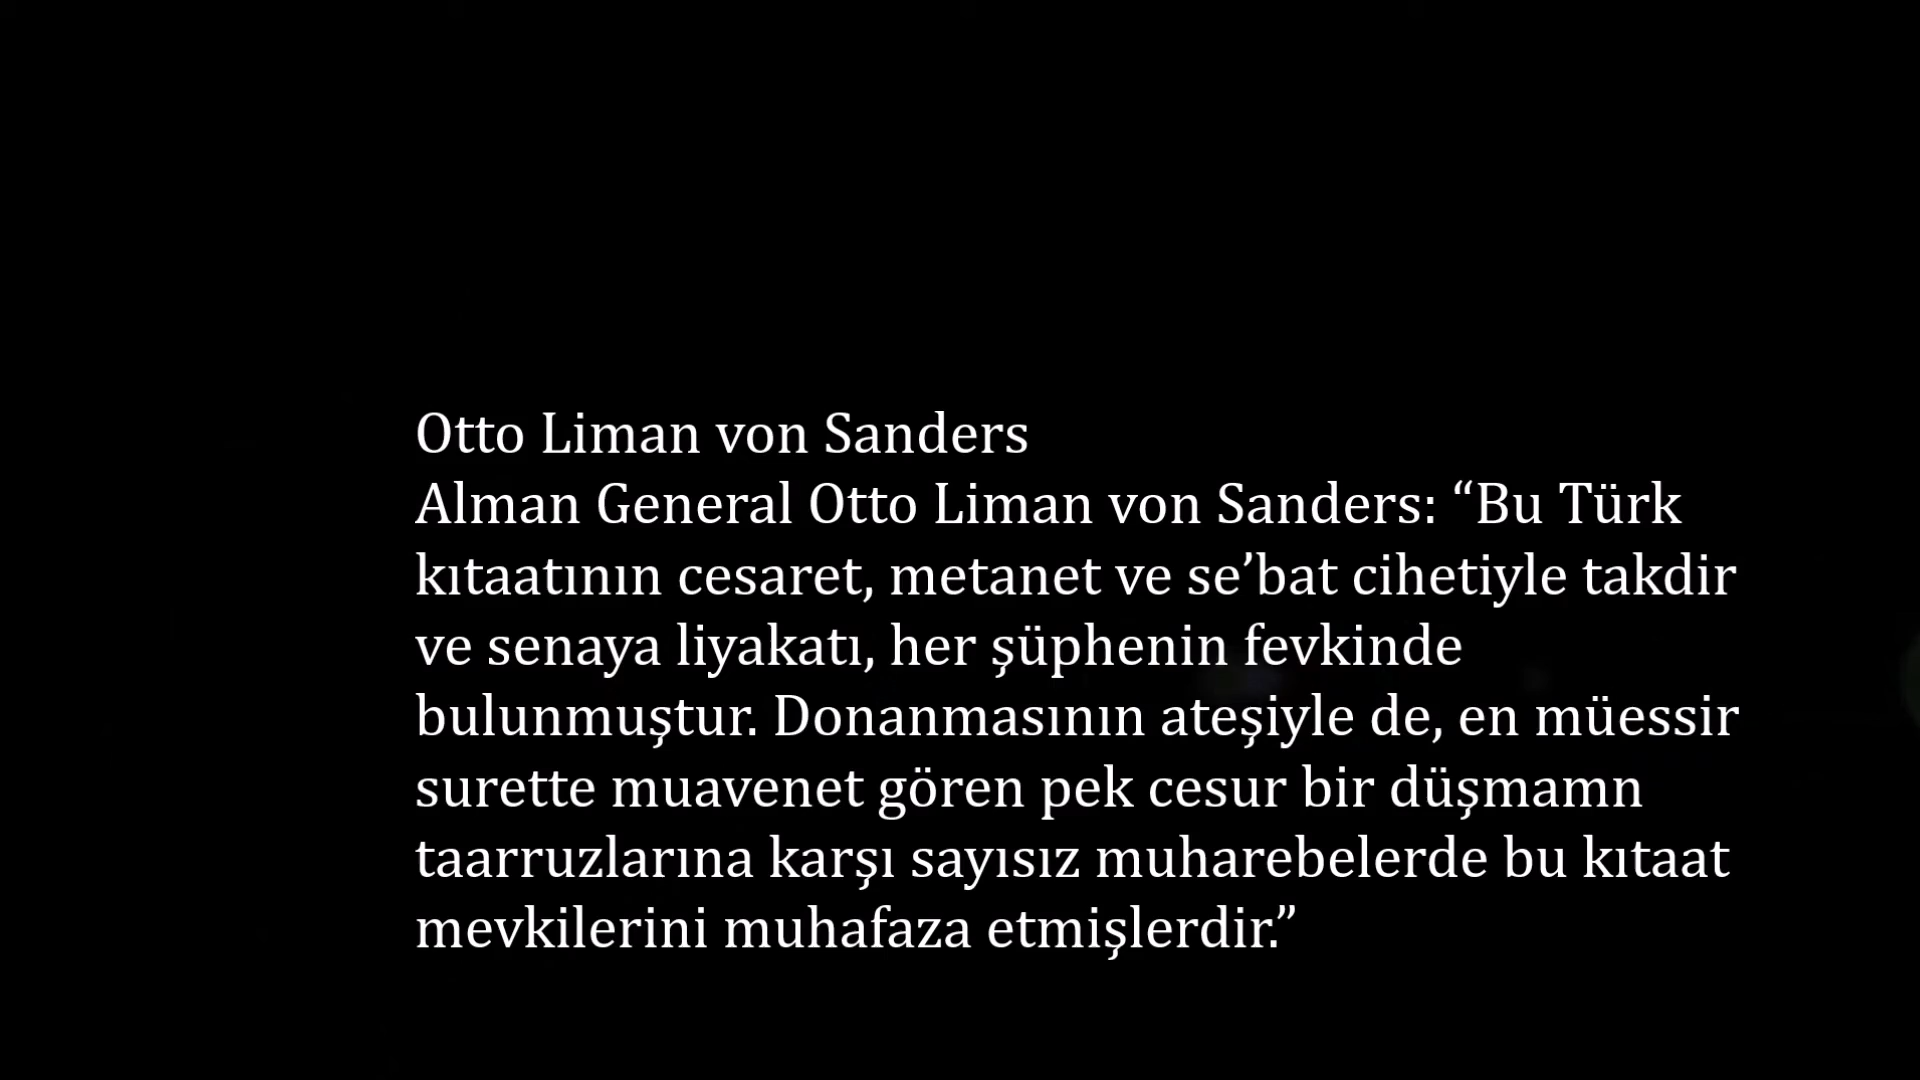 Otto Liman von Sanders
Alman General Otto Liman von Sanders: “Bu Türk
kıtaatının cesaret, metanet ve se’bat cihetiyle takdir
ve senaya liyakatı, her şüphenin fevkinde
bulunmuştur. Donanmasının ateşiyle de, en müessir
surette muavenet gören pek cesur bir düşmamn
taarruzlarına karşı sayısız muharebelerde bu kıtaat
mevkilerini muhafaza etmişlerdir.”